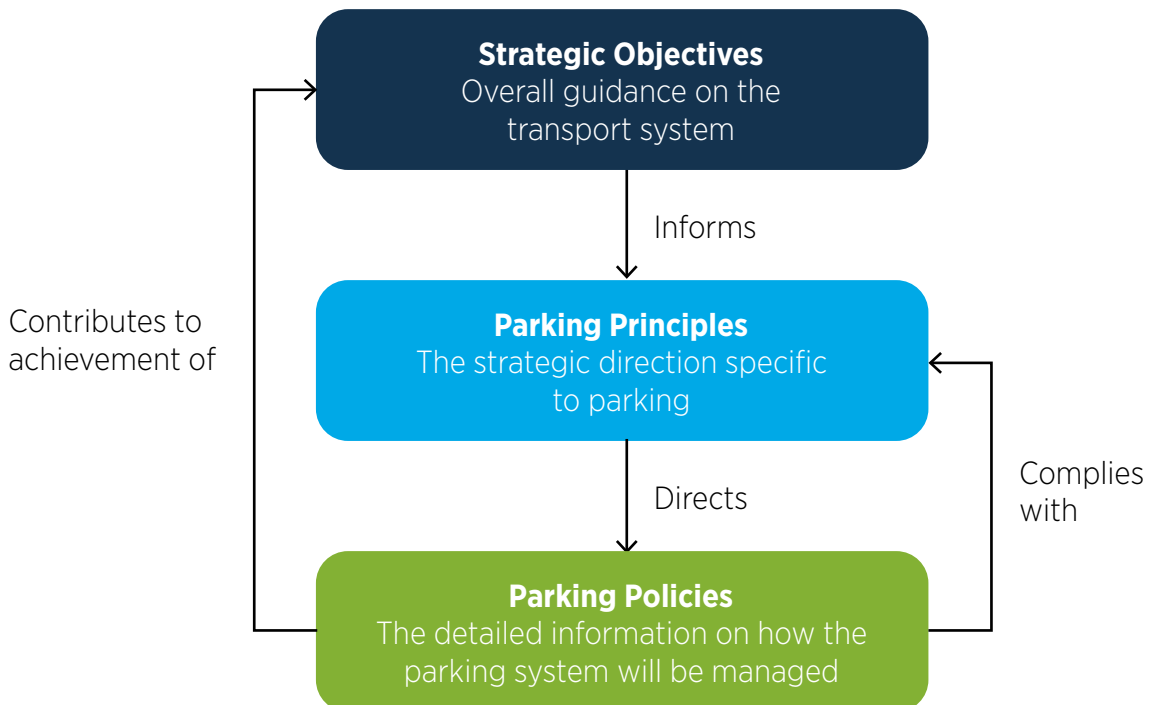 Strategic Objectives
Overall guidance on the
transport system
Informs
Contributes to
achievement of
Parking Principles
The strategic direction specific
to parking
Directs
Complies
with
Parking Policies
The detailed information on how the
parking system will be managed